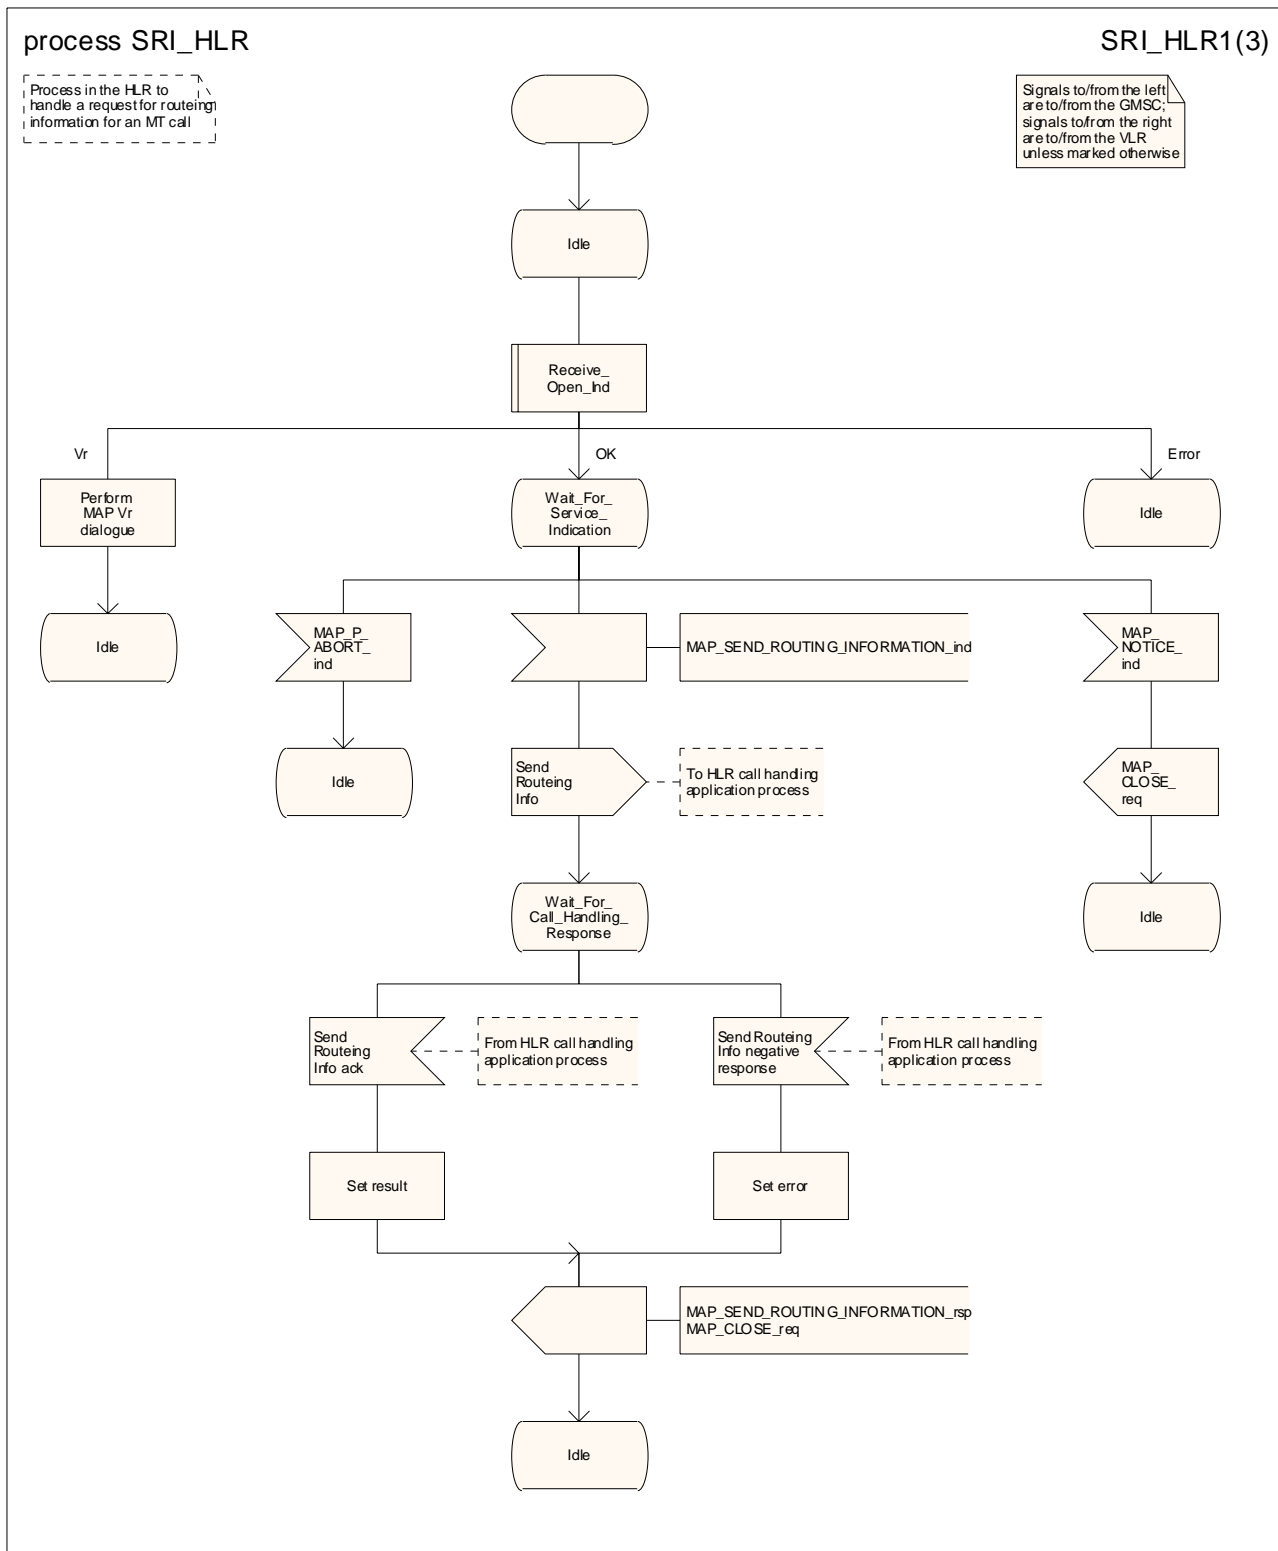 process SRI_HLR
SRI_HLR1(3)
Process in the HLR to
handle a request for routeing
information for an MT call
Signals to/from the left
are to/from the GMSC;
signals to/from the right
are to/from the VLR
unless marked otherwise
Idle
Receive_
Open_Ind
Vr
OK
Error
Perform
MAP Vr
dialogue
Wait_For_
Service_
Indication
Idle
Idle
MAP_P_
ABORT_
ind
MAP_SEND_ROUTING_INFORMATION_ind
MAP_
NOTICE_
ind
Idle
Send
Routeing
Info
To HLR call handling
application process
MAP_
CLOSE_
req
Wait_For_
Call_Handling_
Response
Idle
Send
Routeing
Info ack
From HLR call handling
application process
Send Routeing
Info negative
response
From HLR call handling
application process
Set result
Set error
MAP_SEND_ROUTING_INFORMATION_rsp
MAP_CLOSE_req
Idle